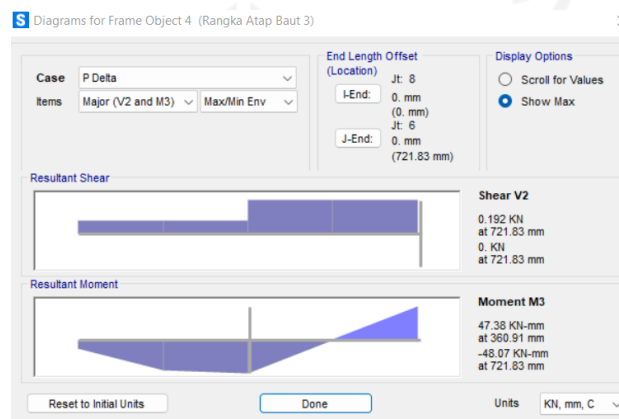 S Diagrams for Frame Object 4 (Rangka Atap Baut 3)
Case P Delta
Items Major (V2 and M3) Max/Min Env
End Length Offset
(Location)
Jt: 8
I-End: 0. mm
(0. mm)
Jt: 6
J-End: 0. mm
(721.83 mm)
Display Options
Scroll for Values
Show Max
Resultant Shear
Shear V2
0.192 KN
at 721.83 mm
0. KN
at 721.83 mm
Resultant Moment
Moment M3
47.38 KN-mm
at 360.91 mm
-48.07 KN-mm
at 721.83 mm
Reset to Initial Units Done Units KN, mm, C